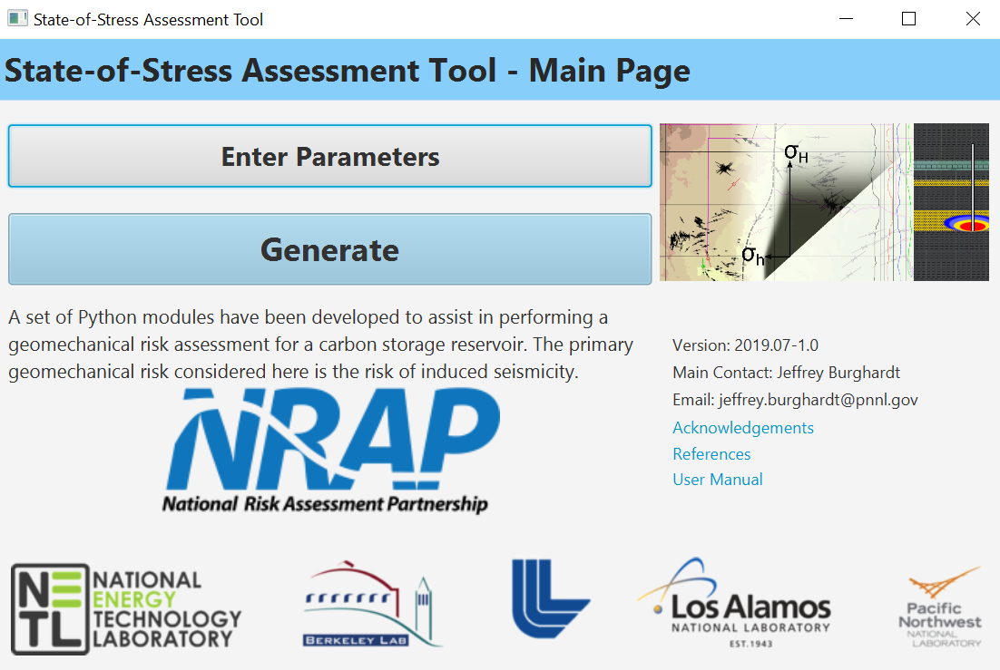 State-of-Stress Assessment Tool
State-of-Stress Assessment Tool - Main Page
Enter Parameters
Generate
σH
σh
A set of Python modules have been developed to assist in performing a
geomechanical risk assessment for a carbon storage reservoir. The primary
geomechanical risk considered here is the risk of induced seismicity.
Version: 2019.07-1.0
Main Contact: Jeffrey Burghardt
Email: jeffrey.burghardt@pnnl.gov
Acknowledgements
References
User Manual
NRAP
National Risk Assessment Partnership
NE
TL
NATIONAL
ENERGY
TECHNOLOGY
LABORATORY
BERKELEY LAB
Los Alamos
NATIONAL LABORATORY
EST.1943
Pacific
Northwest
NATIONAL
LABORATORY